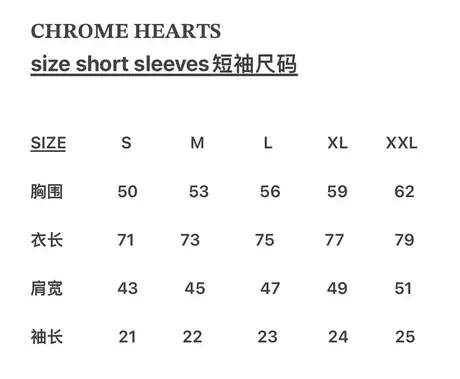 CHROME HEARTS
size short sleeves短袖尺码
SIZE S M L XL XXL
胸围 50 53 56 59 62
衣长 71 73 75 77 79
肩宽 43 45 47 49 51
袖长 21 22 23 24 25